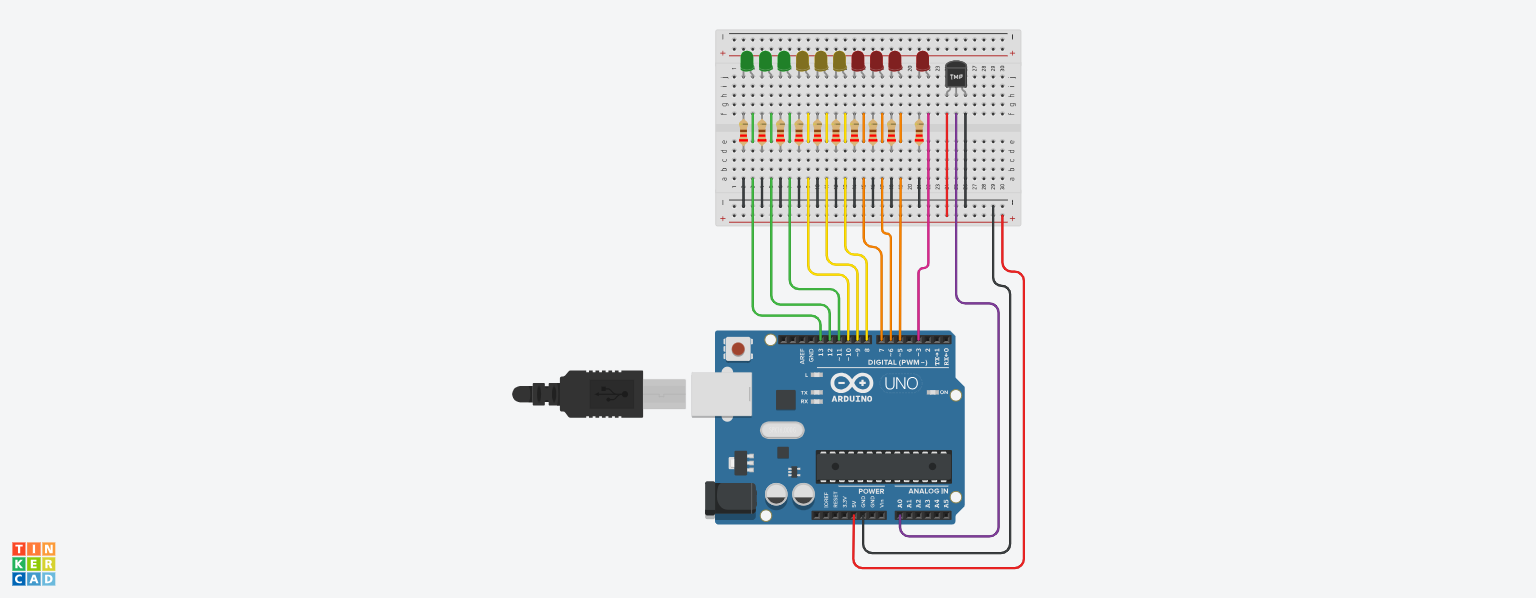 TMP
AREF
GND
13
12
~11
~10
~9
8
7
~6
~5
4
~3
2
TX→1
RX←0
DIGITAL (PWM~)
L
TX
RX
UNO
ARDUINO
ON
POWER
ANALOG IN
IOREF
RESET
3.3V
5V
GND
GND
Vin
A0
A1
A2
A3
A4
A5
TIN
KER
CAD